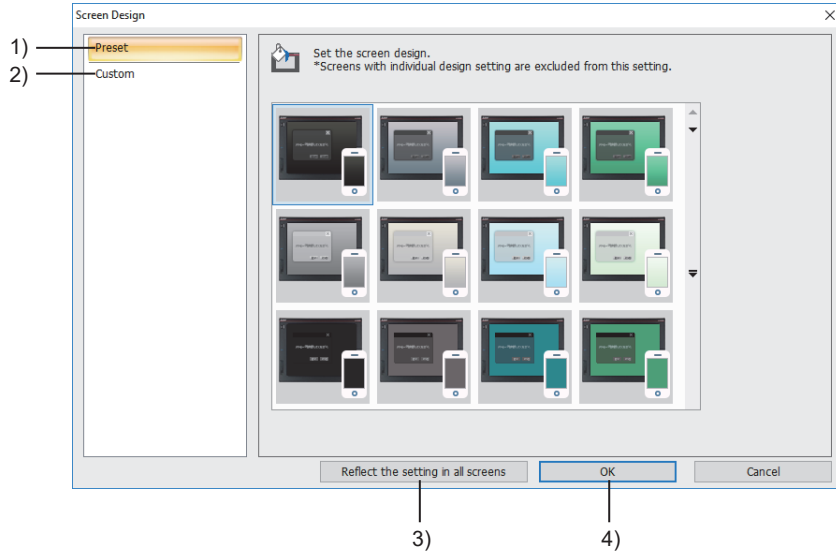 Screen Design
1)
Preset
2)
Custom
Set the screen design.
*Screens with individual design setting are excluded from this setting.
Reflect the setting in all screens
OK
Cancel
3)
4)